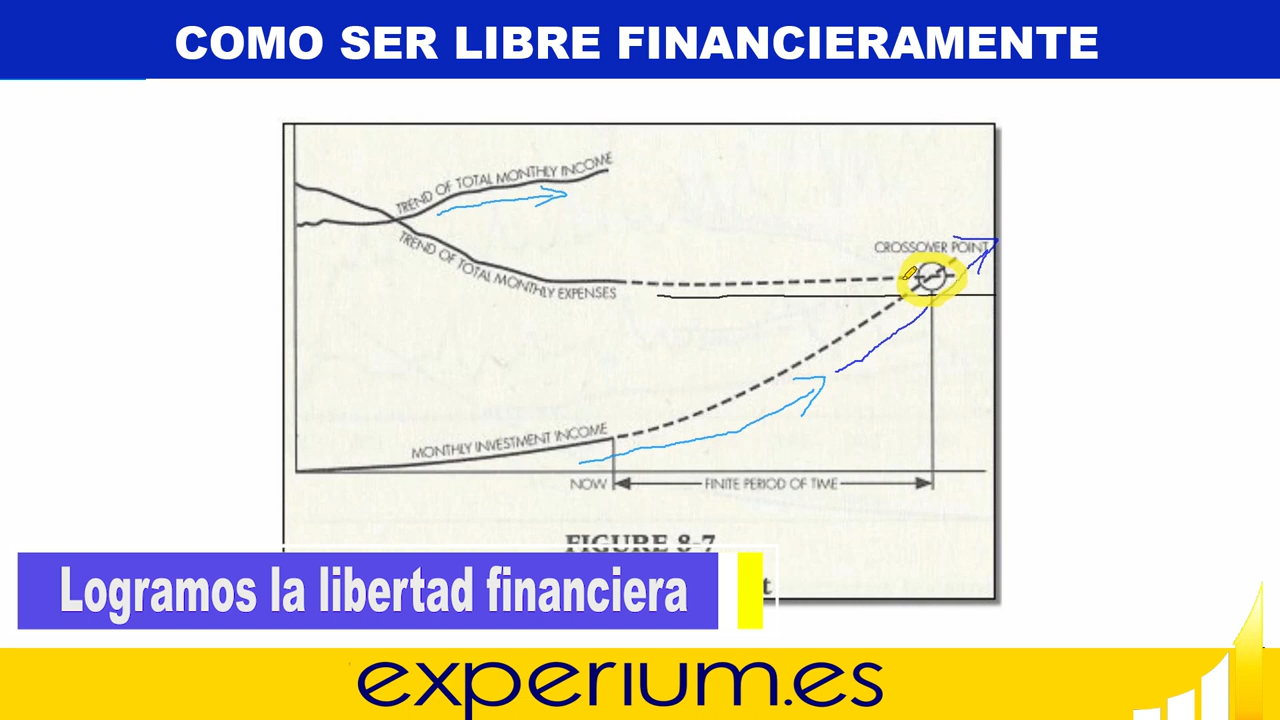 COMO SER LIBRE FINANCIERAMENTE
TREND OF TOTAL MONTHLY INCOME
CROSSOVER POINT
TREND OF TOTAL MONTHLY EXPENSES
MONTHLY INVESTMENT INCOME
NOW
FINITE PERIOD OF TIME
FIGURE 8-7
Logramos la libertad financiera
experium.es